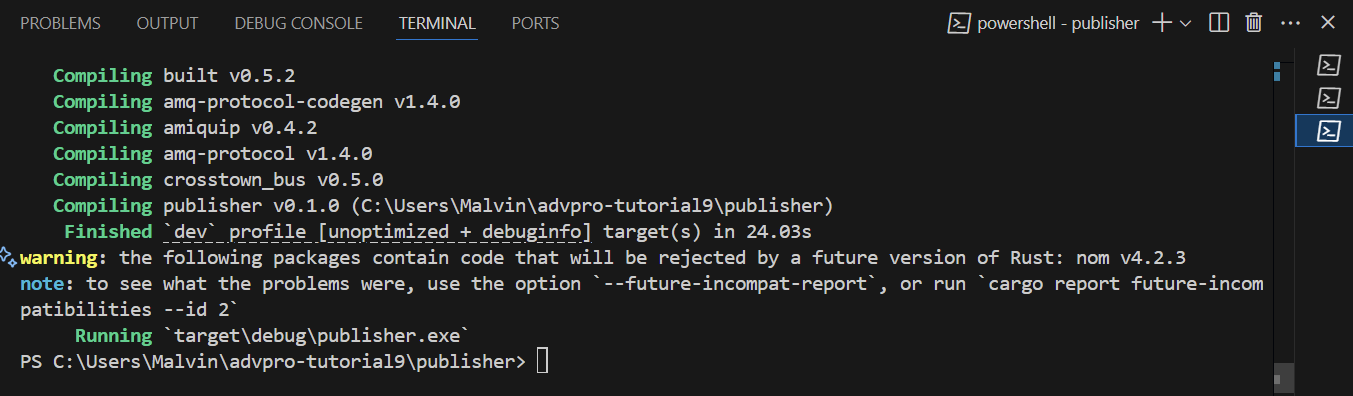 PROBLEMS OUTPUT DEBUG CONSOLE TERMINAL PORTS powershell - publisher
Compiling built v0.5.2
Compiling amq-protocol-codegen v1.4.0
Compiling amiquip v0.4.2
Compiling amq-protocol v1.4.0
Compiling crosstown_bus v0.5.0
Compiling publisher v0.1.0 (C:\Users\Malvin\advpro-tutorial9\publisher)
Finished `dev` profile [unoptimized + debuginfo] target(s) in 24.03s
warning: the following packages contain code that will be rejected by a future version of Rust: nom v4.2.3
note: to see what the problems were, use the option `--future-incompat-report`, or run `cargo report future-incom
patibilities --id 2`
Running `target\debug\publisher.exe`
PS C:\Users\Malvin\advpro-tutorial9\publisher>